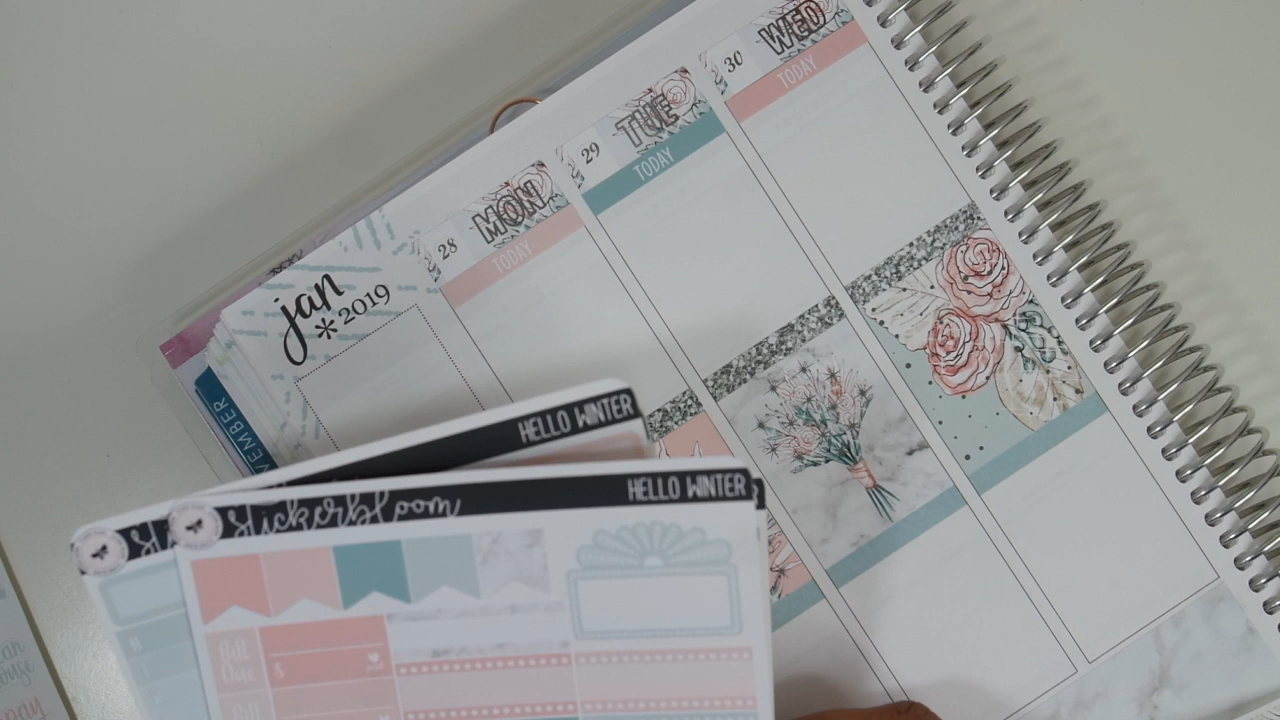 30 WED
TODAY
29 TUE
TODAY
28 MON
TODAY
jan
*2019
VEMBER
HELLO WINTER
stickerbloom HELLO WINTER
Bill
Due
$
Bill